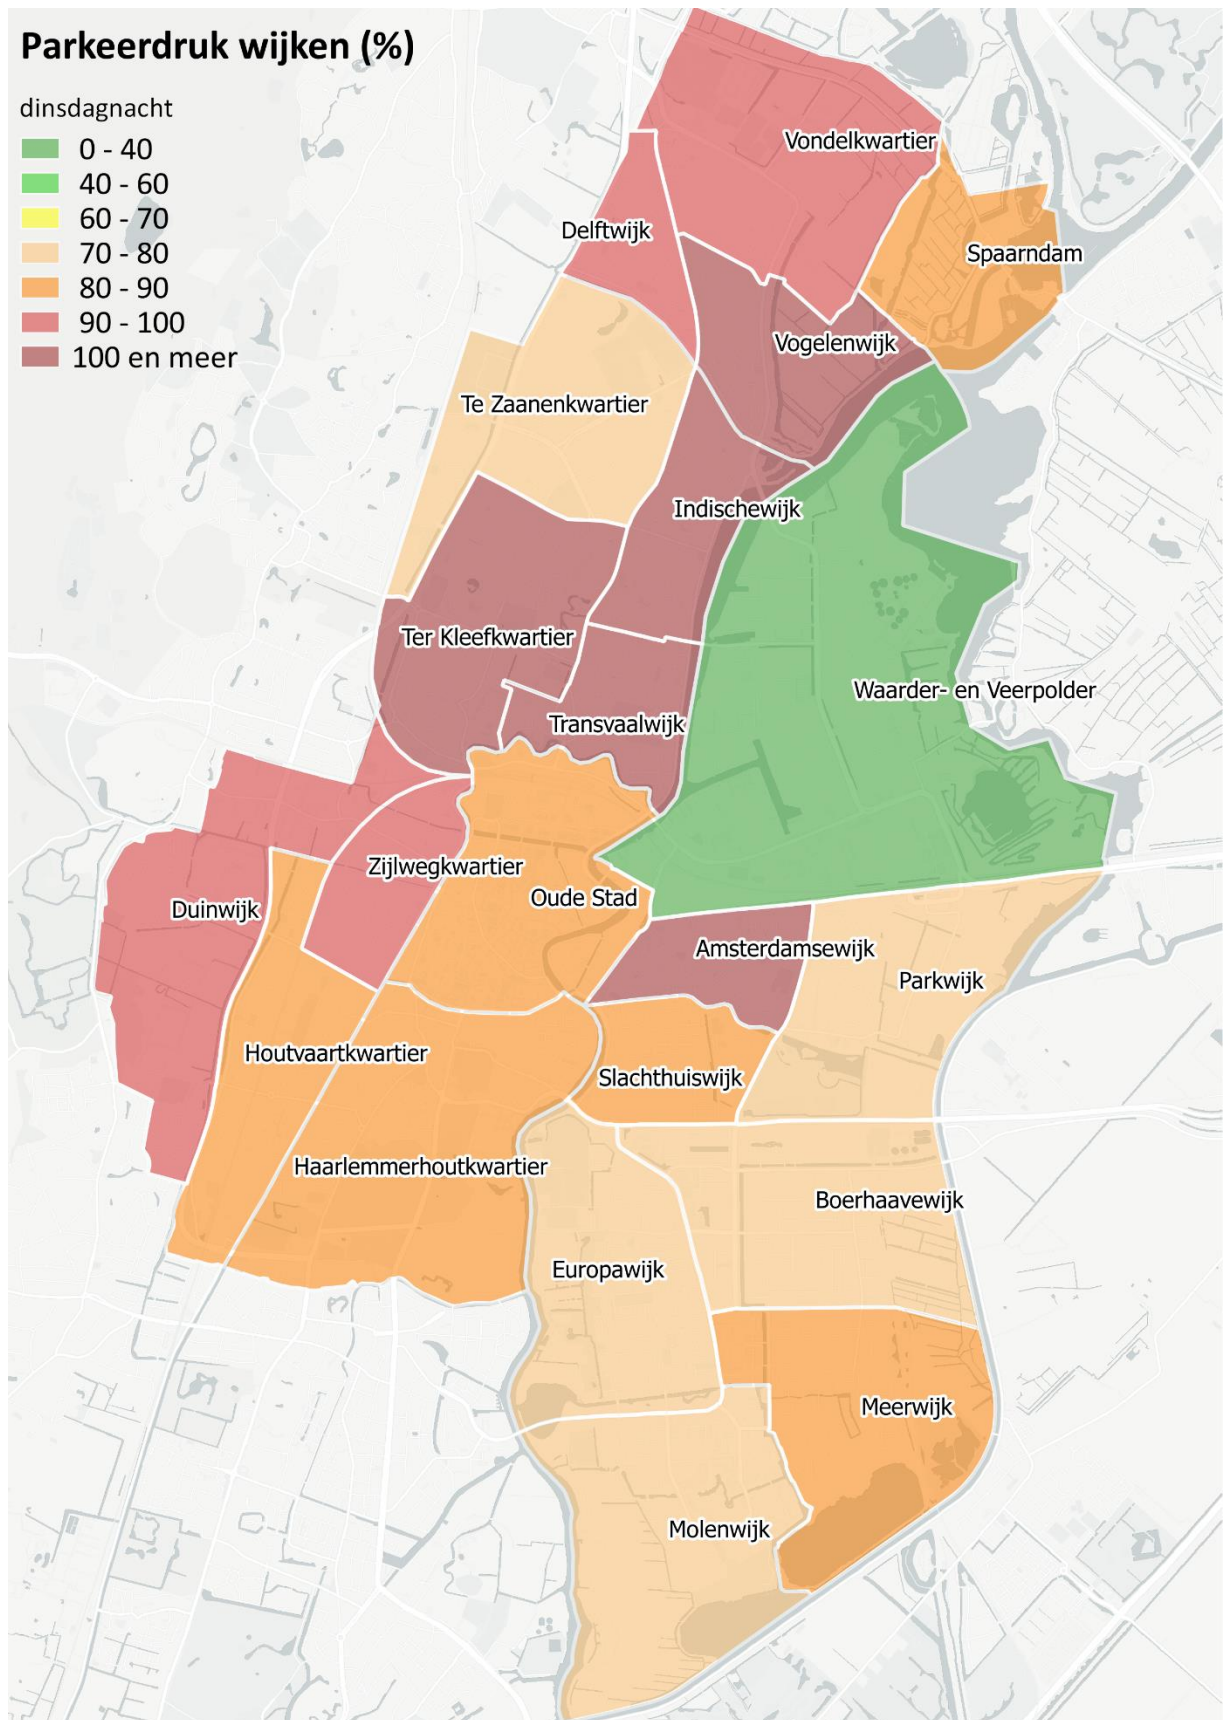 Parkeerdruk wijken (%)
dinsdagnacht
0 - 40
40 - 60
60 - 70
70 - 80
80 - 90
90 - 100
100 en meer
Vondelkwartier
Delftwijk
Spaarndam
Vogelenwijk
Te Zaanenkwartier
Indischewijk
Ter Kleefkwartier
Waarder- en Veerpolder
Transvaalwijk
Zijlwegkwartier
Oude Stad
Duinwijk
Amsterdamsewijk
Parkwijk
Houtvaartkwartier
Slachthuiswijk
Haarlemmerhoutkwartier
Boerhaavewijk
Europawijk
Meerwijk
Molenwijk